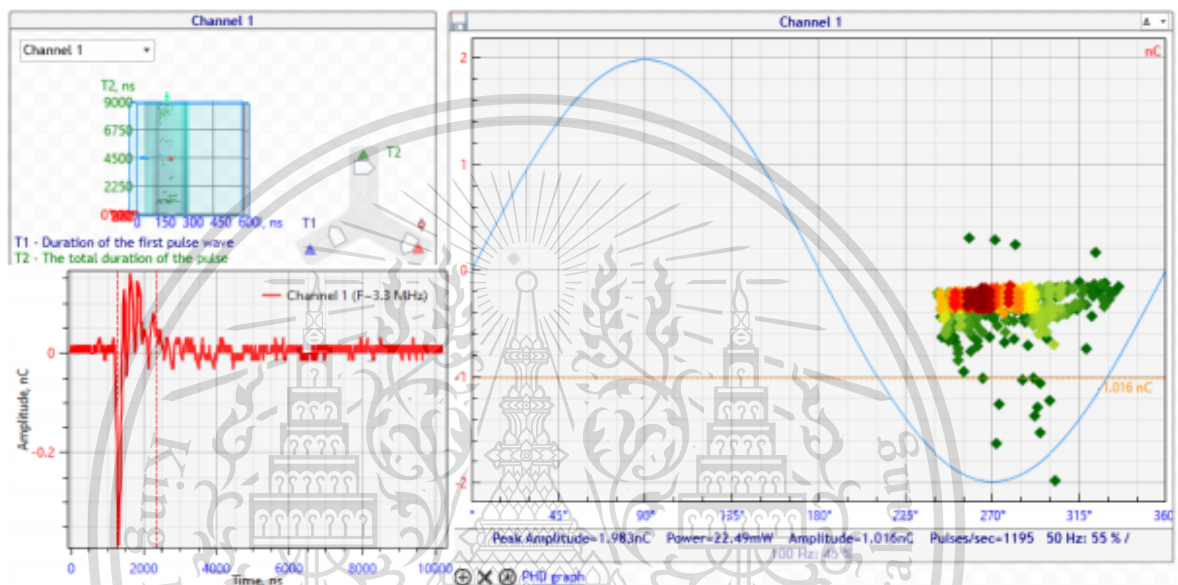 Channel 1
Channel 1
T2, ns
9000
6750
4500
2250
0
150 300 450 600, ns
T2
T1
T1 - Duration of the first pulse wave
T2 - The total duration of the pulse
Channel 1 (F=3.3 MHz)
Amplitude, nC
0
-0.2
0 2000 4000 6000 8000 10000
Time, ns
Channel 1
nC
2
1
0
-1
-2
1.016 nC
45° 90° 135° 180° 225° 270° 315° 360
Peak Amplitude=1.983nC Power=22.49mW Amplitude=1.016nC Pulses/sec=1195 50 Hz: 55 % /
100 Hz: 45 %
PHD graph
King